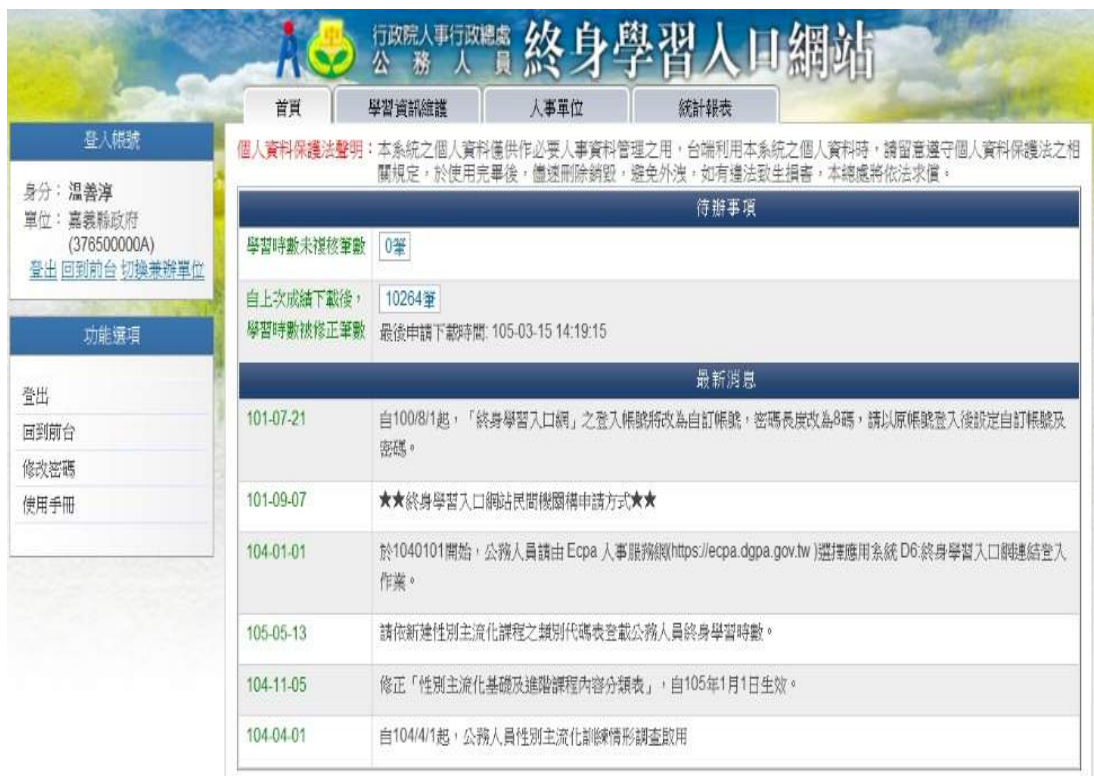 行政院人事行政總處
公務人員
終身學習入口網站
首頁
學習資訊維護
人事單位
統計報表
登入帳號
身分：溫善淳
單位：嘉義縣政府
(376500000A)
登出 回到前台 切換兼辦單位
功能選項
登出
回到前台
修改密碼
使用手冊
個人資料保護法聲明：本系統之個人資料僅供作必要人事資料管理之用，台端利用本系統之個人資料時，請留意遵守個人資料保護法之相
關規定，於使用完畢後，儘速刪除銷毀，避免外洩，如有違法致生損害，本總處將依法求償。
待辦事項
學習時數未複核筆數 0筆
自上次成績下載後，
學習時數被修正筆數
10264筆
最後申請下載時間: 105-03-15 14:19:15
最新消息
101-07-21 自100/8/1起，「終身學習入口網」之登入帳號將改為自訂帳號，密碼長度改為8碼，請以原帳號登入後設定自訂帳號及
密碼。
101-09-07 ★★終身學習入口網站民間機關構申請方式★★
104-01-01 於1040101開始，公務人員請由 Ecpa 人事服務網(https://ecpa.dgpa.gov.tw )選擇應用系統 D6:終身學習入口網連結登入
作業。
105-05-13 請依新建性別主流化課程之類別代碼表登載公務人員終身學習時數。
104-11-05 修正「性別主流化基礎及進階課程內容分類表」，自105年1月1日生效。
104-04-01 自104/4/1起，公務人員性別主流化訓練情形調查啟用